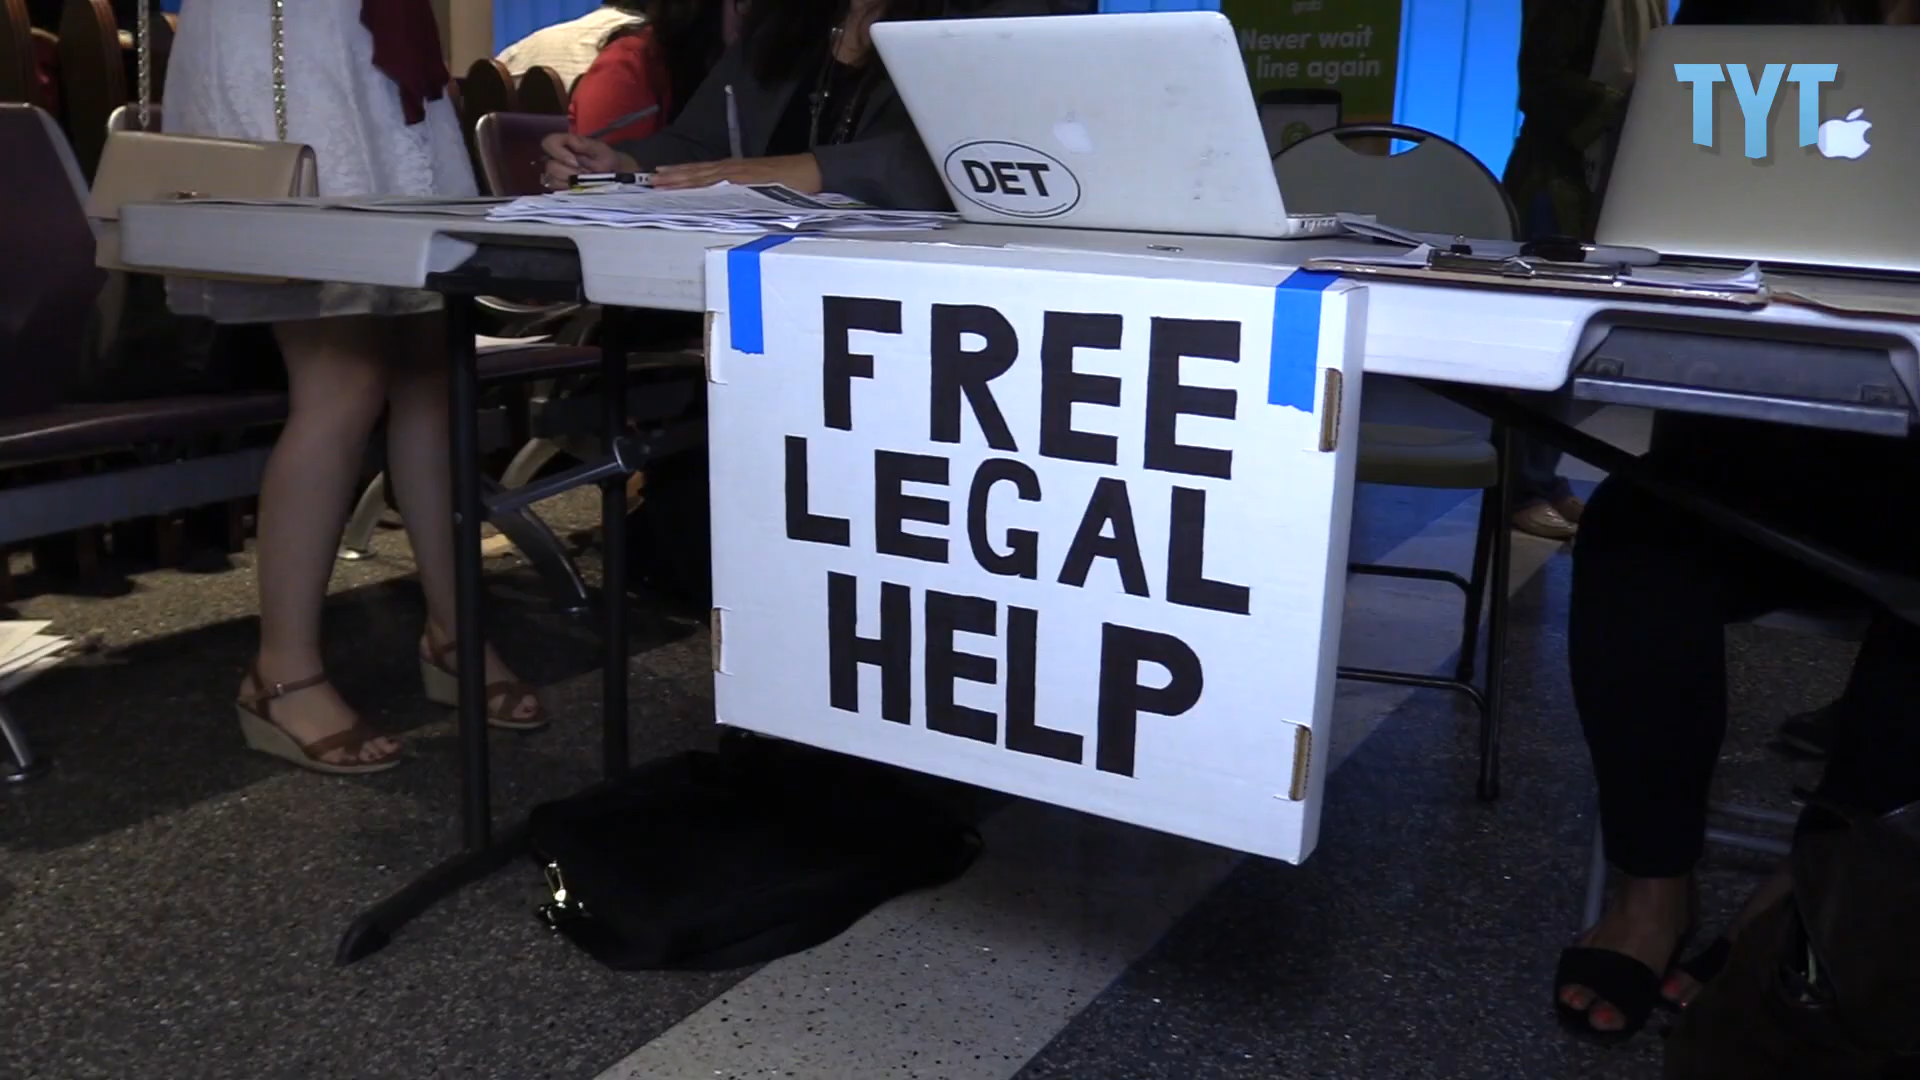 Never wait
line again
TYT
DET
FREE
LEGAL
HELP